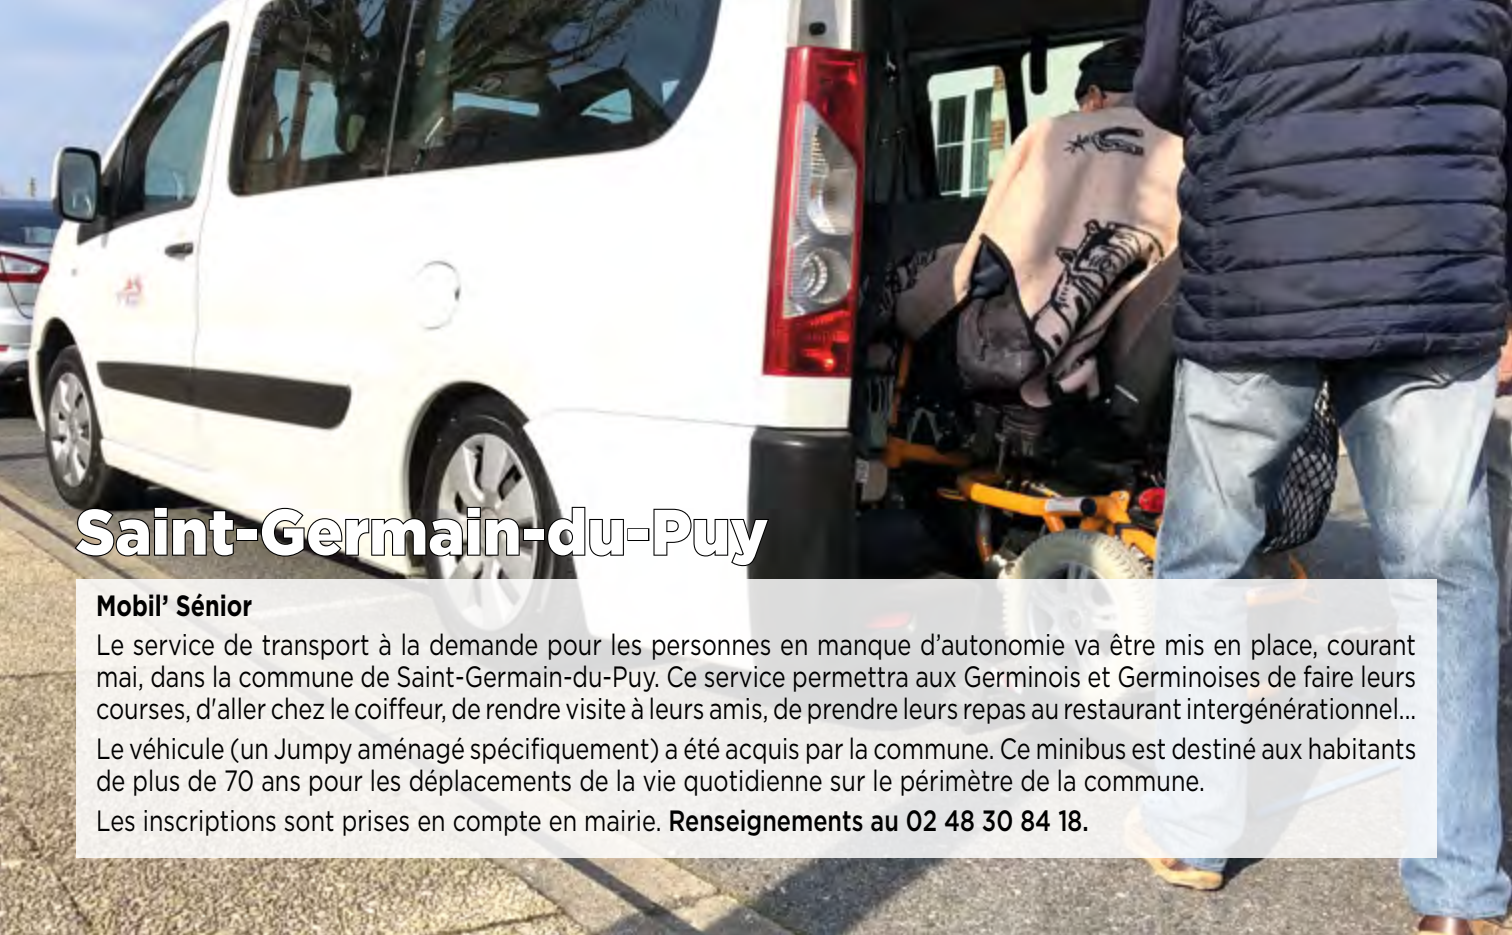 Saint-Germain-du-Puy
Mobil’ Sénior
Le service de transport à la demande pour les personnes en manque d’autonomie va être mis en place, courant
mai, dans la commune de Saint-Germain-du-Puy. Ce service permettra aux Germinois et Germinoises de faire leurs
courses, d'aller chez le coiffeur, de rendre visite à leurs amis, de prendre leurs repas au restaurant intergénérationnel...
Le véhicule (un Jumpy aménagé spécifiquement) a été acquis par la commune. Ce minibus est destiné aux habitants
de plus de 70 ans pour les déplacements de la vie quotidienne sur le périmètre de la commune.
Les inscriptions sont prises en compte en mairie. Renseignements au 02 48 30 84 18.